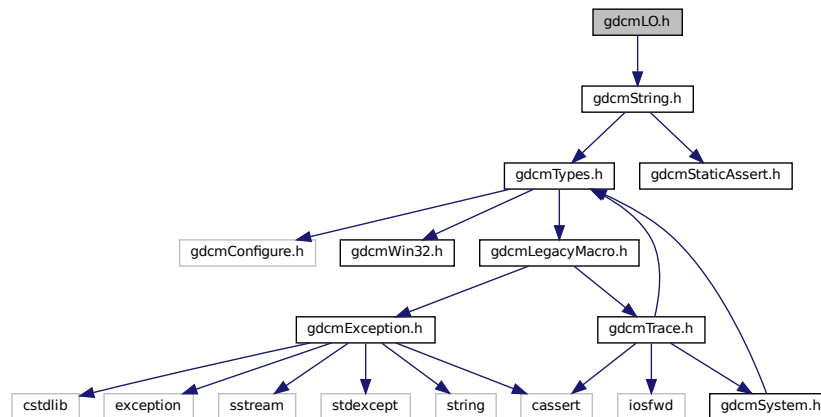 gdcmLO.h
gdcmString.h
gdcmTypes.h
gdcmStaticAssert.h
gdcmConfigure.h
gdcmWin32.h
gdcmLegacyMacro.h
gdcmException.h
gdcmTrace.h
cstdlib
exception
sstream
stdexcept
string
cassert
iosfwd
gdcmSystem.h